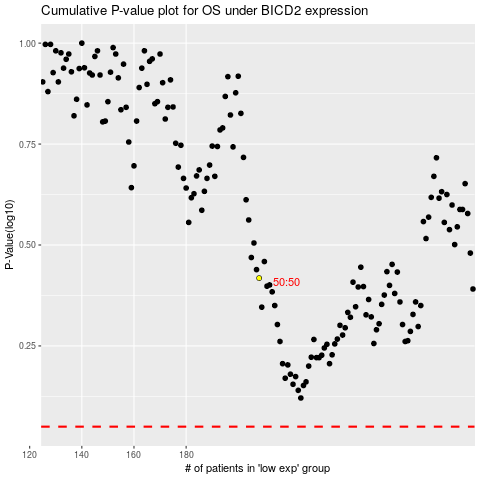 Cumulative P-value plot for OS under BICD2 expression
P-Value(log10)
1.00
0.75
0.50
0.25
50:50
120 140 160 180
# of patients in 'low exp' group